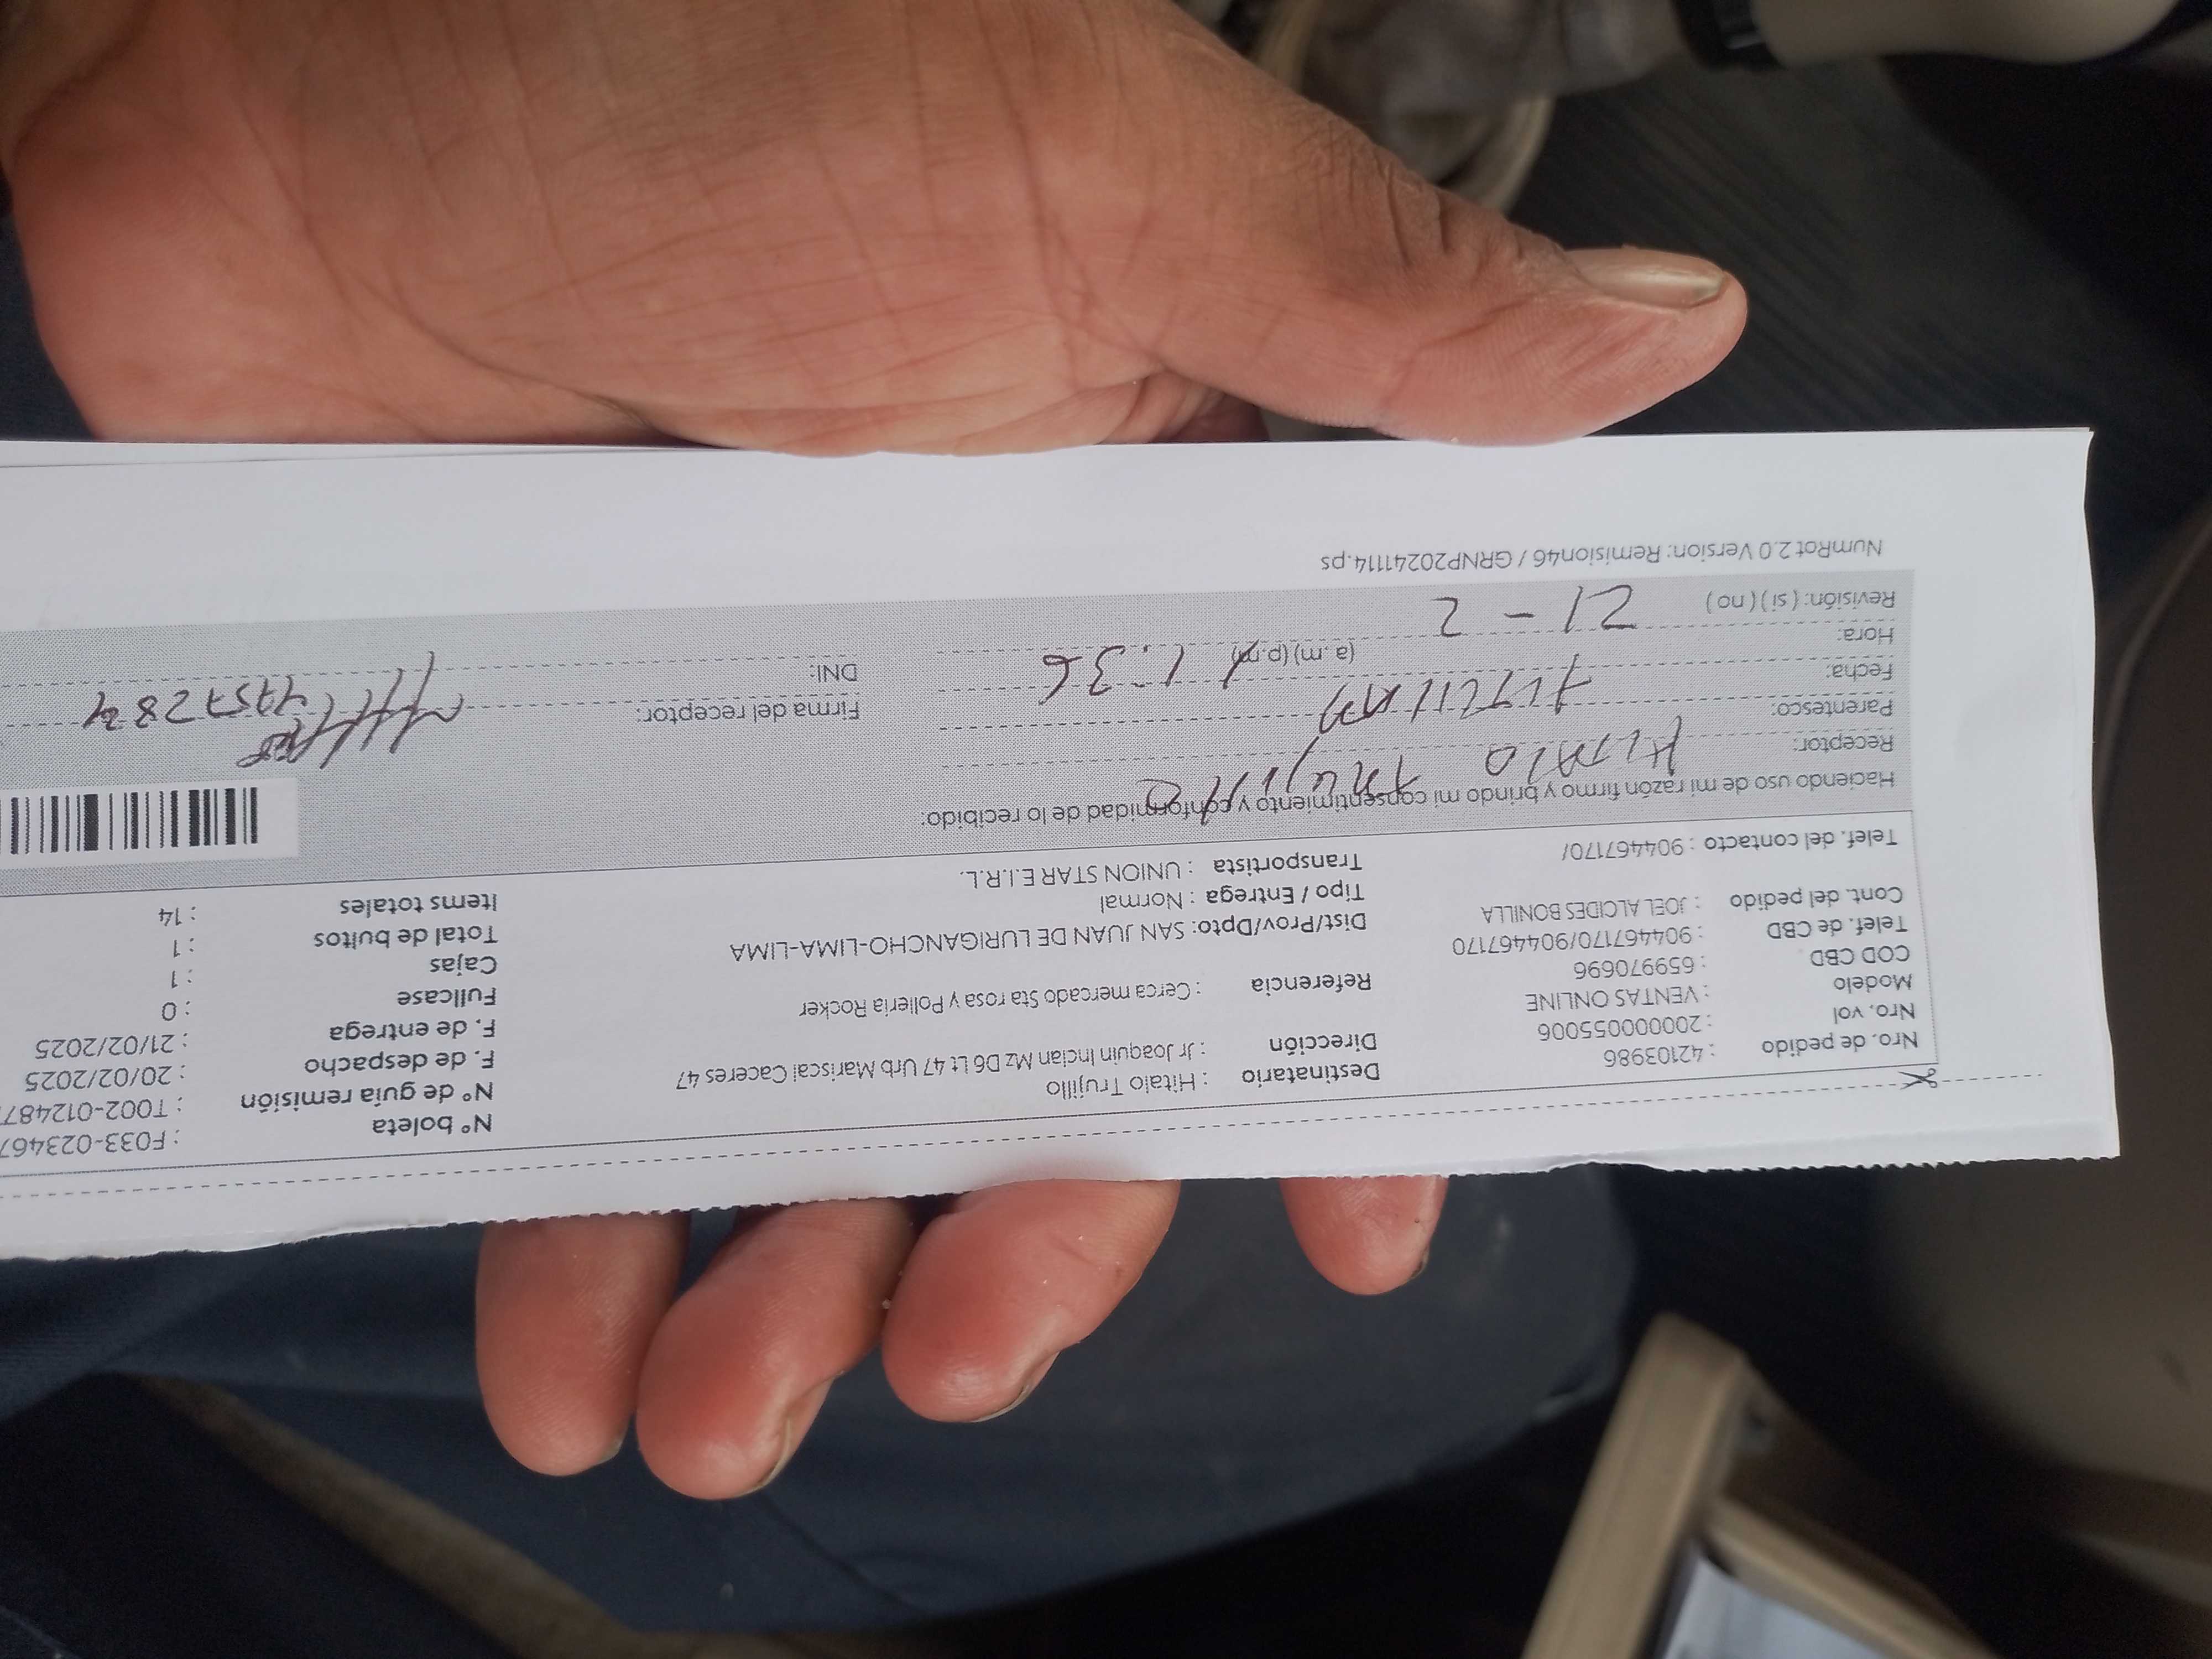 Nº boleta : F033-023467
Nº de guía remisión : T002-012487
Nro. de pedido : 42103986 Destinatario : Hitalo Trujillo F. de despacho : 20/02/2025
Nro. vol : 20000055006 Dirección : Jr Joaquin Incian Mz D6 Lt 47 Urb Mariscal Caceres 47 F. de entrega : 21/02/2025
Modelo : VENTAS ONLINE Fullcase : 0
COD CBD : 659970696 Referencia : Cerca mercado Sta rosa y Polleria Rocker Cajas : 1
Telef. de CBD : 904467170/904467170 Total de bultos : 1
Cont. del pedido : JOEL ALCIDES BONILLA Dist/Prov/Dpto: SAN JUAN DE LURIGANCHO-LIMA-LIMA Items totales : 14
Tipo / Entrega : Normal
Telef. del contacto : 904467170/ Transportista : UNION STAR E.I.R.L.
Haciendo uso de mi razón firmo y brindo mi consentimiento y conformidad de lo recibido:
Receptor:
Parentesco: Firma del receptor:
Fecha: DNI:
Hora: (a. m) (p.m) 1:36
Revisión: ( si ) ( no ) 21 - 2
NumRot 2.0 Version: Remision46 / GRNP20241114.ps